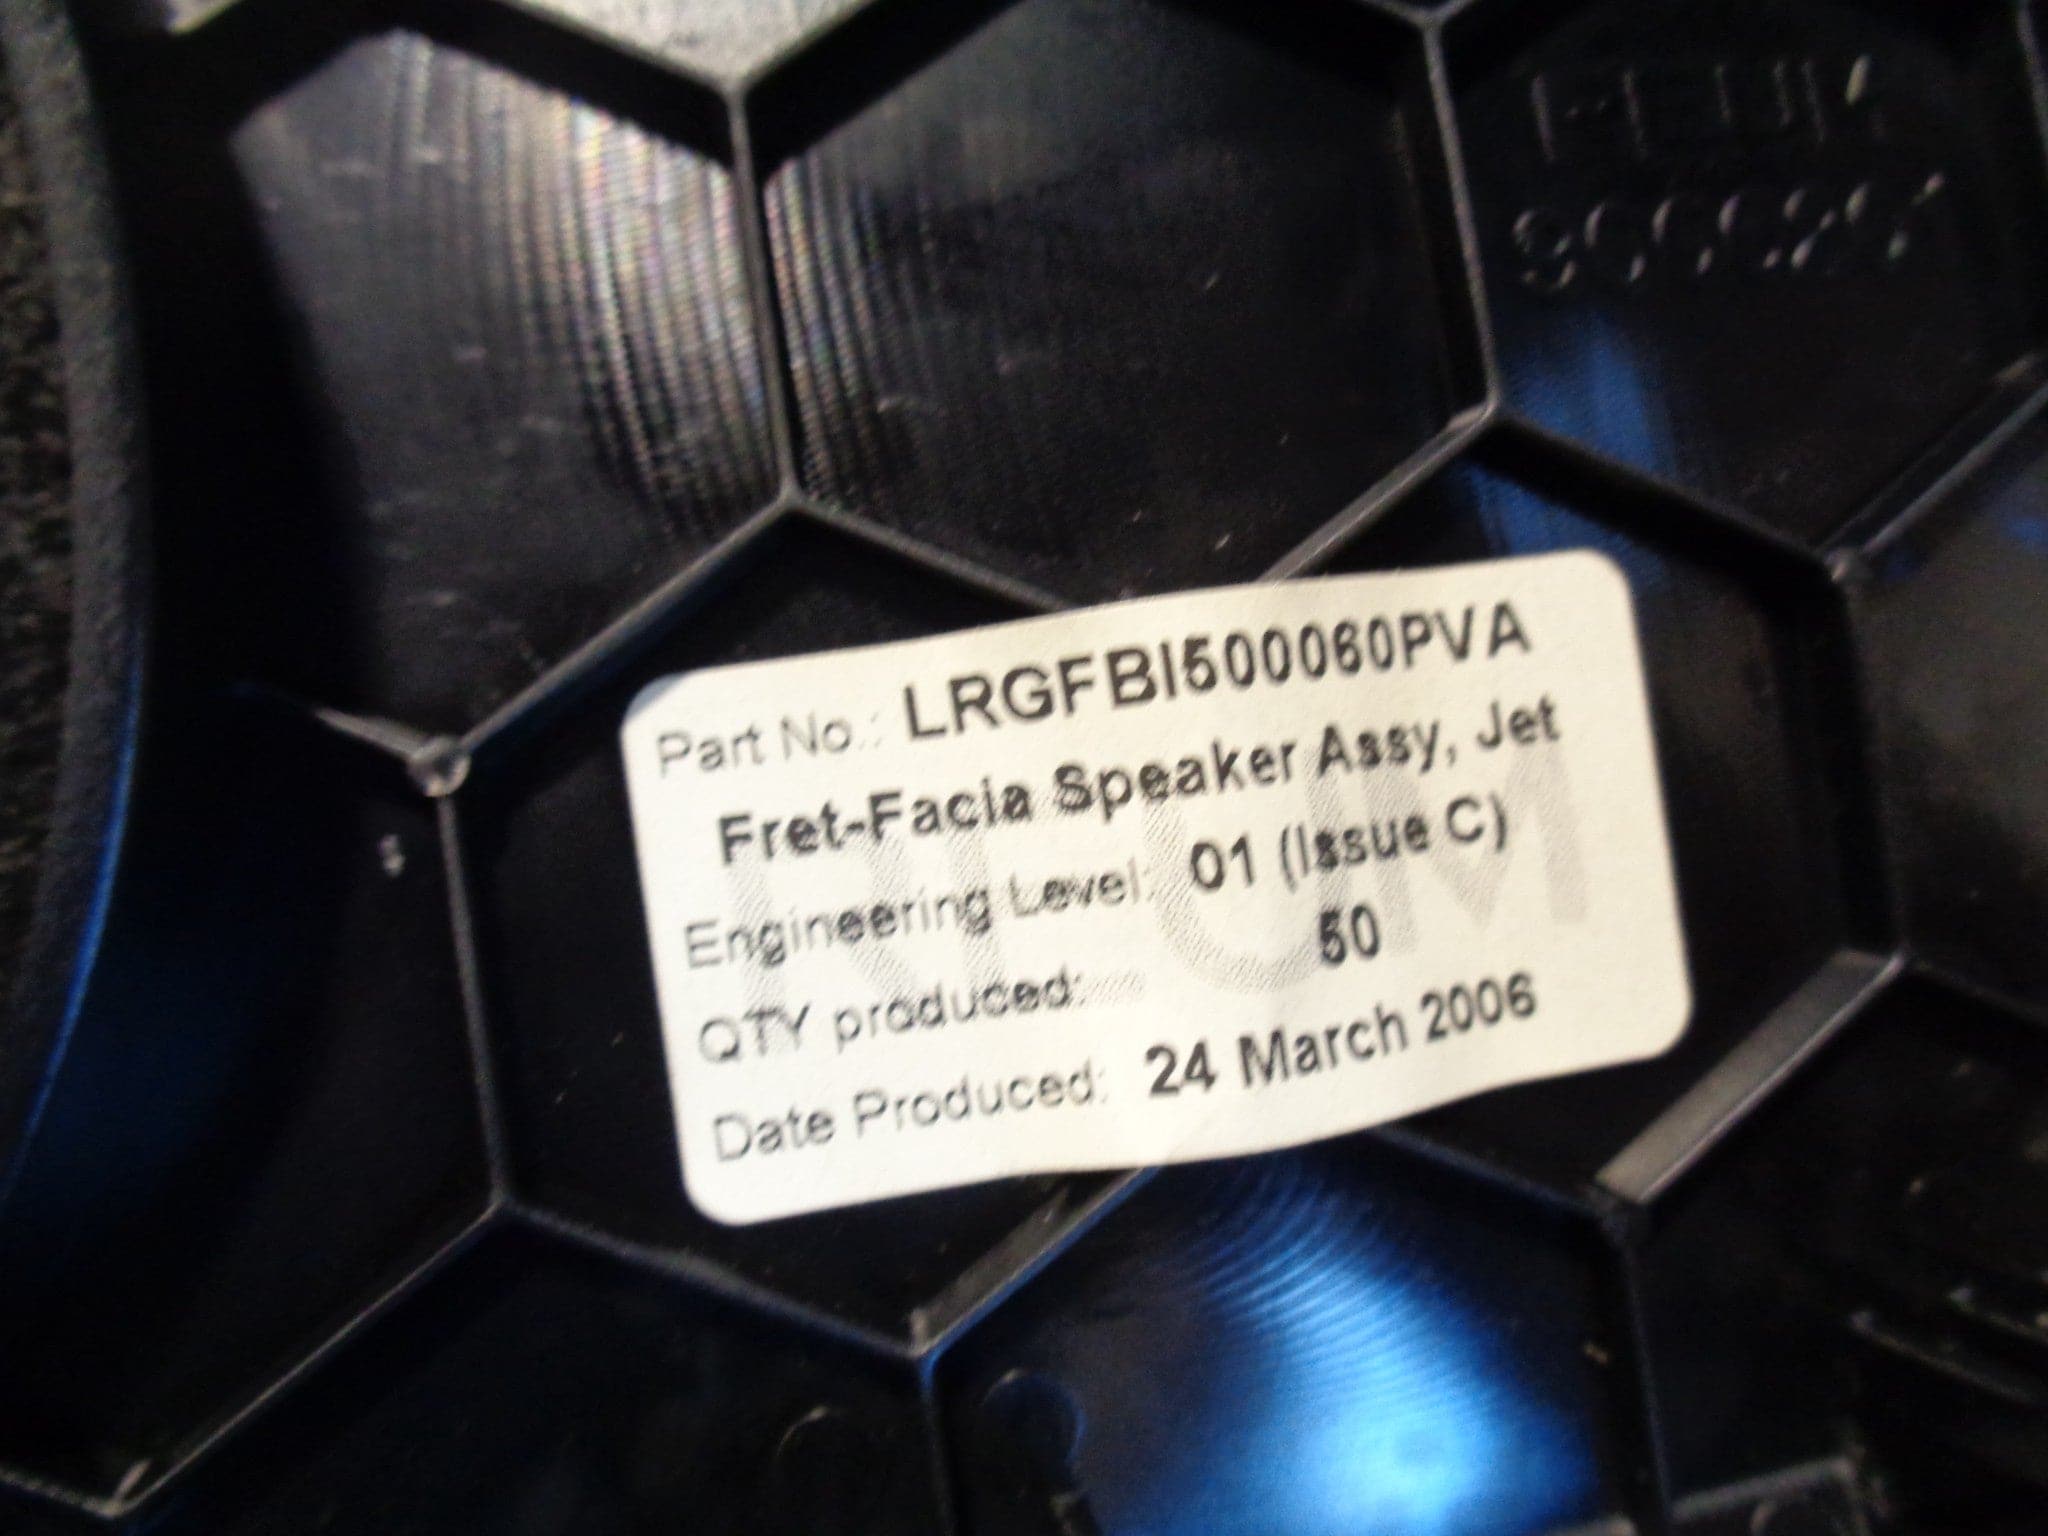 Part No.: LRGFBI500060PVA
Fret-Facia Speaker Assy, Jet
Engineering Level: 01 (Issue C)
QTY produced: 50
Date Produced: 24 March 2006